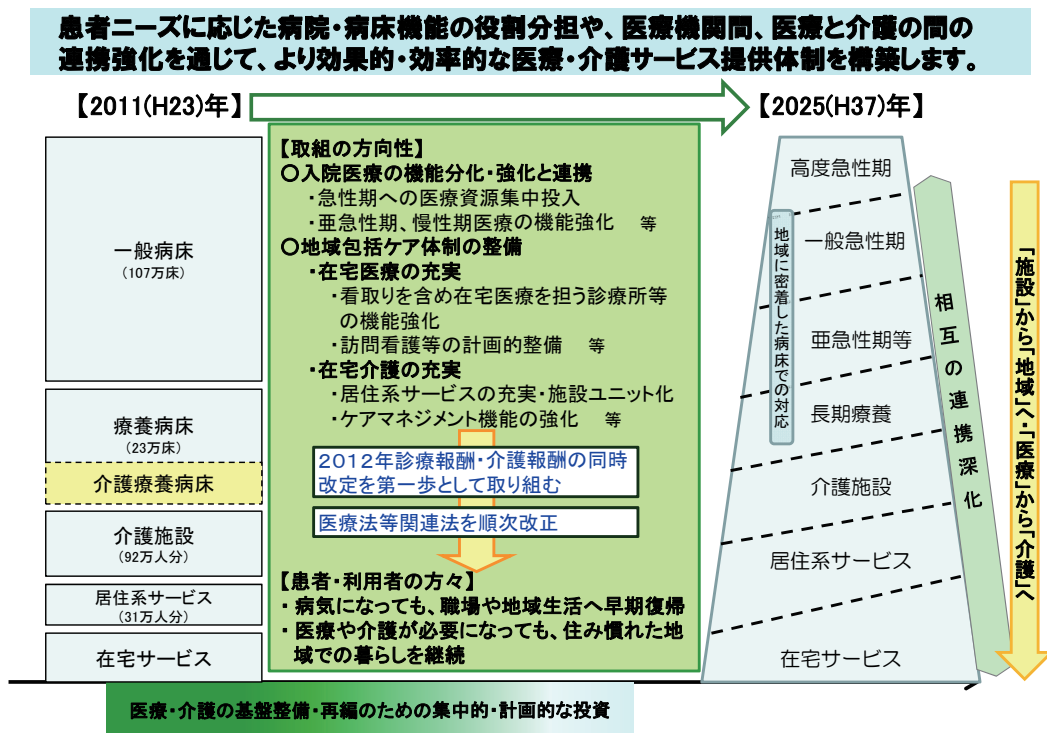 患者ニーズに応じた病院・病床機能の役割分担や、医療機関間、医療と介護の間の
連携強化を通じて、より効果的・効率的な医療・介護サービス提供体制を構築します。
【2011(H23)年】
【2025(H37)年】
一般病床
(107万床)
療養病床
(23万床)
介護療養病床
介護施設
(92万人分)
居住系サービス
(31万人分)
在宅サービス
【取組の方向性】
○入院医療の機能分化・強化と連携
・急性期への医療資源集中投入
・亜急性期、慢性期医療の機能強化 等
○地域包括ケア体制の整備
・在宅医療の充実
・看取りを含め在宅医療を担う診療所等
の機能強化
・訪問看護等の計画的整備 等
・在宅介護の充実
・居住系サービスの充実・施設ユニット化
・ケアマネジメント機能の強化 等
2012年診療報酬・介護報酬の同時
改定を第一歩として取り組む
医療法等関連法を順次改正
【患者・利用者の方々】
・病気になっても、職場や地域生活へ早期復帰
・医療や介護が必要になっても、住み慣れた地
域での暮らしを継続
高度急性期
一般急性期
亜急性期等
長期療養
介護施設
居住系サービス
在宅サービス
地域に密着した病床での対応
相互の連携深化
「施設」から「地域」へ・「医療」から「介護」へ
医療・介護の基盤整備・再編のための集中的・計画的な投資